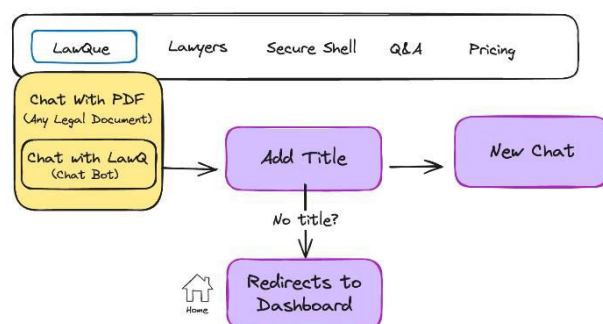 LawQue Lawyers Secure Shell Q&A Pricing
Chat With PDF
(Any Legal Document)
Chat with LawQ
(Chat Bot)
Add Title
New Chat
No title?
Redirects to
Dashboard
Home